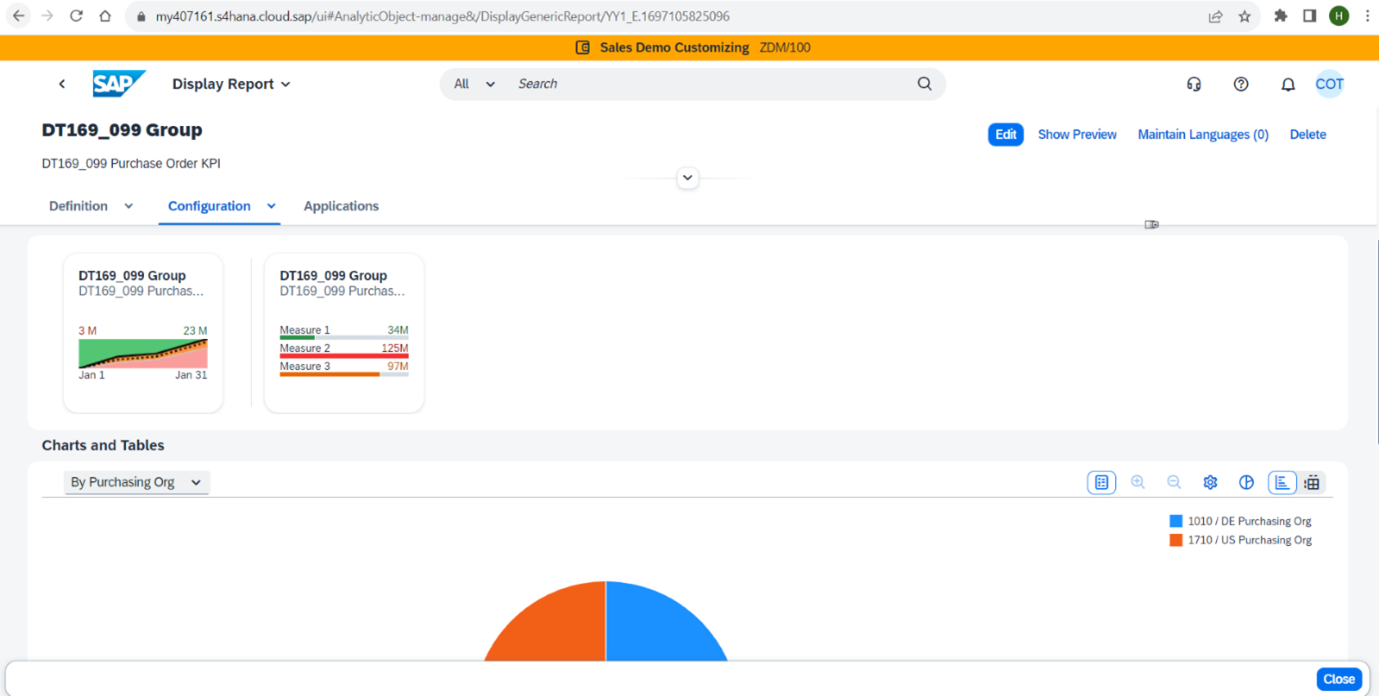 my407161.s4hana.cloud.sap/ui#AnalyticObject-manage&/DisplayGenericReport/YY1_E.1697105825096
H
Sales Demo Customizing ZDM/100
SAP Display Report All Search COT
DT169_099 Group
Edit Show Preview Maintain Languages (0) Delete
DT169_099 Purchase Order KPI
Definition Configuration Applications
DT169_099 Group DT169_099 Group
DT169_099 Purchas... DT169_099 Purchas...
3 M 23 M Measure 1 34M
Measure 2 125M
Measure 3 97M
Jan 1 Jan 31
Charts and Tables
By Purchasing Org
1010 / DE Purchasing Org
1710 / US Purchasing Org
Close